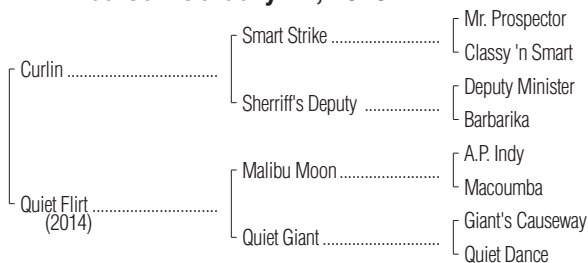 Mr. Prospector
Smart Strike
Classy 'n Smart
Curlin
Deputy Minister
Sherriff's Deputy
Barbarika
A.P. Indy
Malibu Moon
Macoumba
Quiet Flirt
(2014)
Giant's Causeway
Quiet Giant
Quiet Dance